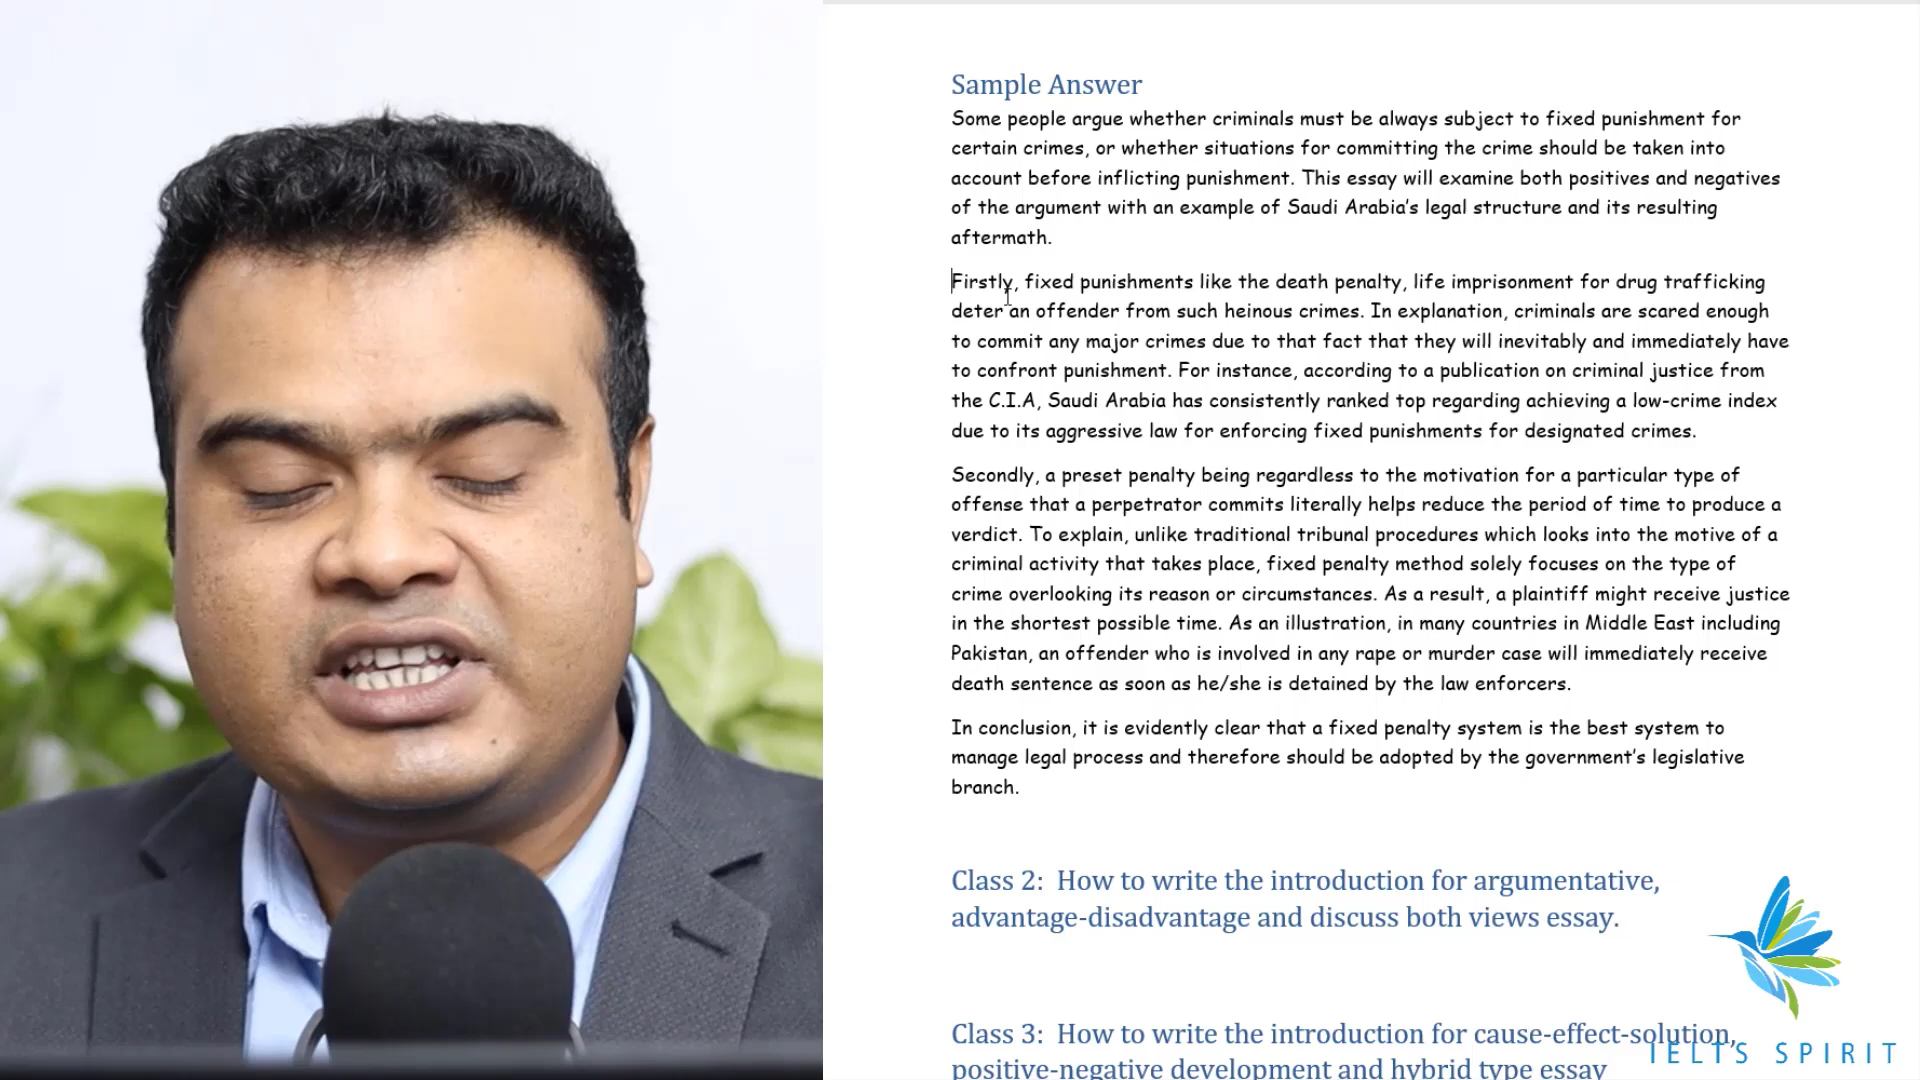 Sample Answer
Some people argue whether criminals must be always subject to fixed punishment for
certain crimes, or whether situations for committing the crime should be taken into
account before inflicting punishment. This essay will examine both positives and negatives
of the argument with an example of Saudi Arabia’s legal structure and its resulting
aftermath.
Firstly, fixed punishments like the death penalty, life imprisonment for drug trafficking
deter an offender from such heinous crimes. In explanation, criminals are scared enough
to commit any major crimes due to that fact that they will inevitably and immediately have
to confront punishment. For instance, according to a publication on criminal justice from
the C.I.A, Saudi Arabia has consistently ranked top regarding achieving a low-crime index
due to its aggressive law for enforcing fixed punishments for designated crimes.
Secondly, a preset penalty being regardless to the motivation for a particular type of
offense that a perpetrator commits literally helps reduce the period of time to produce a
verdict. To explain, unlike traditional tribunal procedures which looks into the motive of a
criminal activity that takes place, fixed penalty method solely focuses on the type of
crime overlooking its reason or circumstances. As a result, a plaintiff might receive justice
in the shortest possible time. As an illustration, in many countries in Middle East including
Pakistan, an offender who is involved in any rape or murder case will immediately receive
death sentence as soon as he/she is detained by the law enforcers.
In conclusion, it is evidently clear that a fixed penalty system is the best system to
manage legal process and therefore should be adopted by the government’s legislative
branch.
Class 2:  How to write the introduction for argumentative,
advantage-disadvantage and discuss both views essay.
Class 3:  How to write the introduction for cause-effect-solution,
positive-negative development and hybrid type essay
IELTS SPIRIT